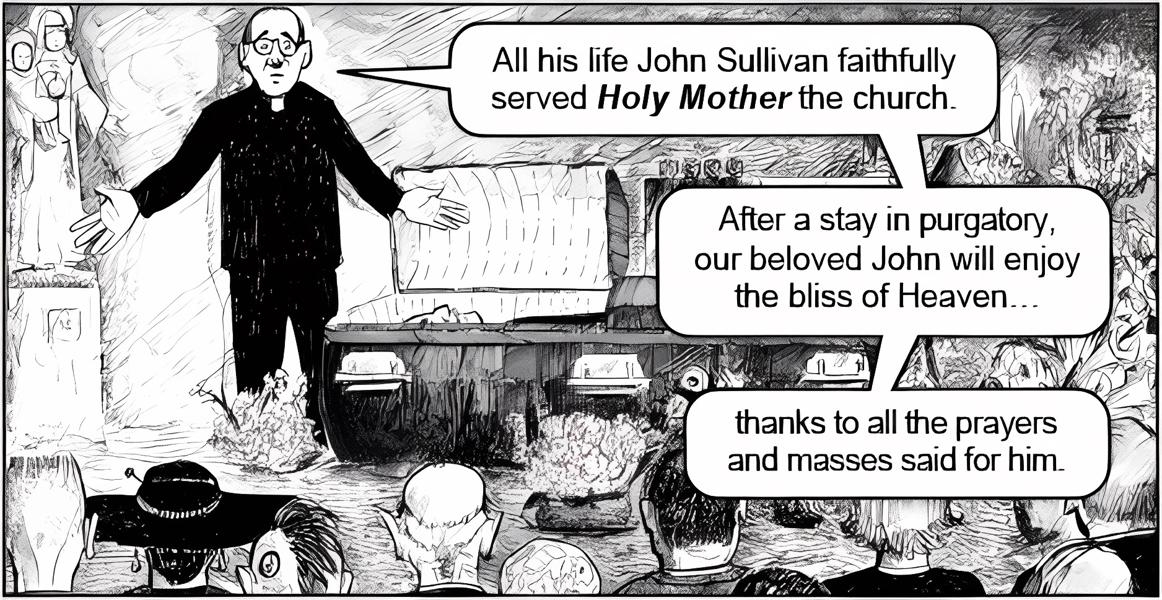 All his life John Sullivan faithfully
served Holy Mother the church.
After a stay in purgatory,
our beloved John will enjoy
the bliss of Heaven...
thanks to all the prayers
and masses said for him.